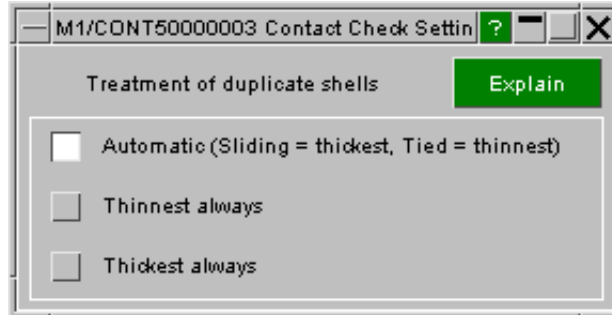 M1/CONT50000003 Contact Check Settin ?
Treatment of duplicate shells Explain
Automatic (Sliding = thickest, Tied = thinnest)
Thinnest always
Thickest always